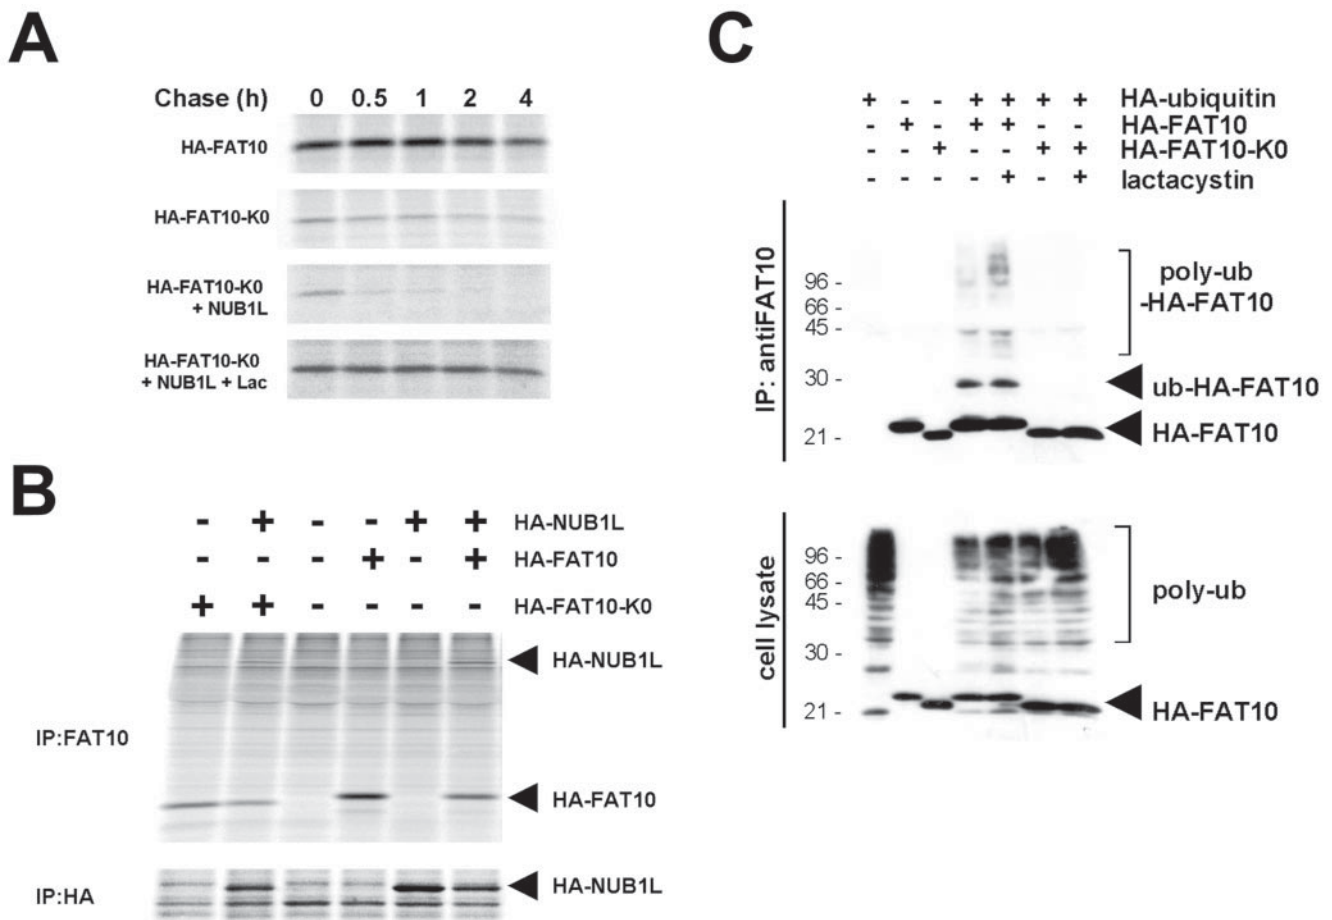 A
Chase (h) 0 0.5 1 2 4
HA-FAT10
HA-FAT10-K0
HA-FAT10-K0
+ NUB1L
HA-FAT10-K0
+ NUB1L + Lac
B
- + - - + + HA-NUB1L
- - - + - + HA-FAT10
+ + - - - - HA-FAT10-K0
IP:FAT10
HA-NUB1L
HA-FAT10
IP:HA
HA-NUB1L
C
+ - - + + + + HA-ubiquitin
- + - + + - - HA-FAT10
- - + - - + + HA-FAT10-K0
- - - - + - + lactacystin
IP: antiFAT10
96 -
66 -
45 -
30 -
21 -
poly-ub
-HA-FAT10
ub-HA-FAT10
HA-FAT10
cell lysate
96 -
66 -
45 -
30 -
21 -
poly-ub
HA-FAT10